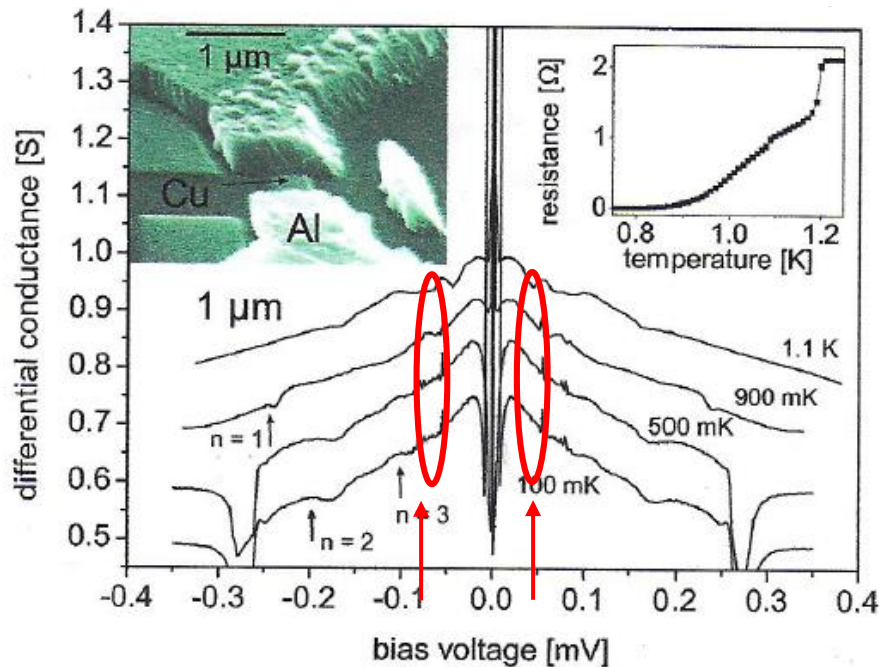 differential conductance [S]
1.4
1.3
1.2
1.1
1.0
0.9
0.8
0.7
0.6
0.5
1 µm
Cu
Al
resistance [Ω]
2
1
0
0.8
1.0
1.2
temperature [K]
1 µm
1.1 K
900 mK
500 mK
100 mK
n = 1
n = 2
n = 3
-0.4
-0.3
-0.2
-0.1
0.0
0.1
0.2
0.3
0.4
bias voltage [mV]